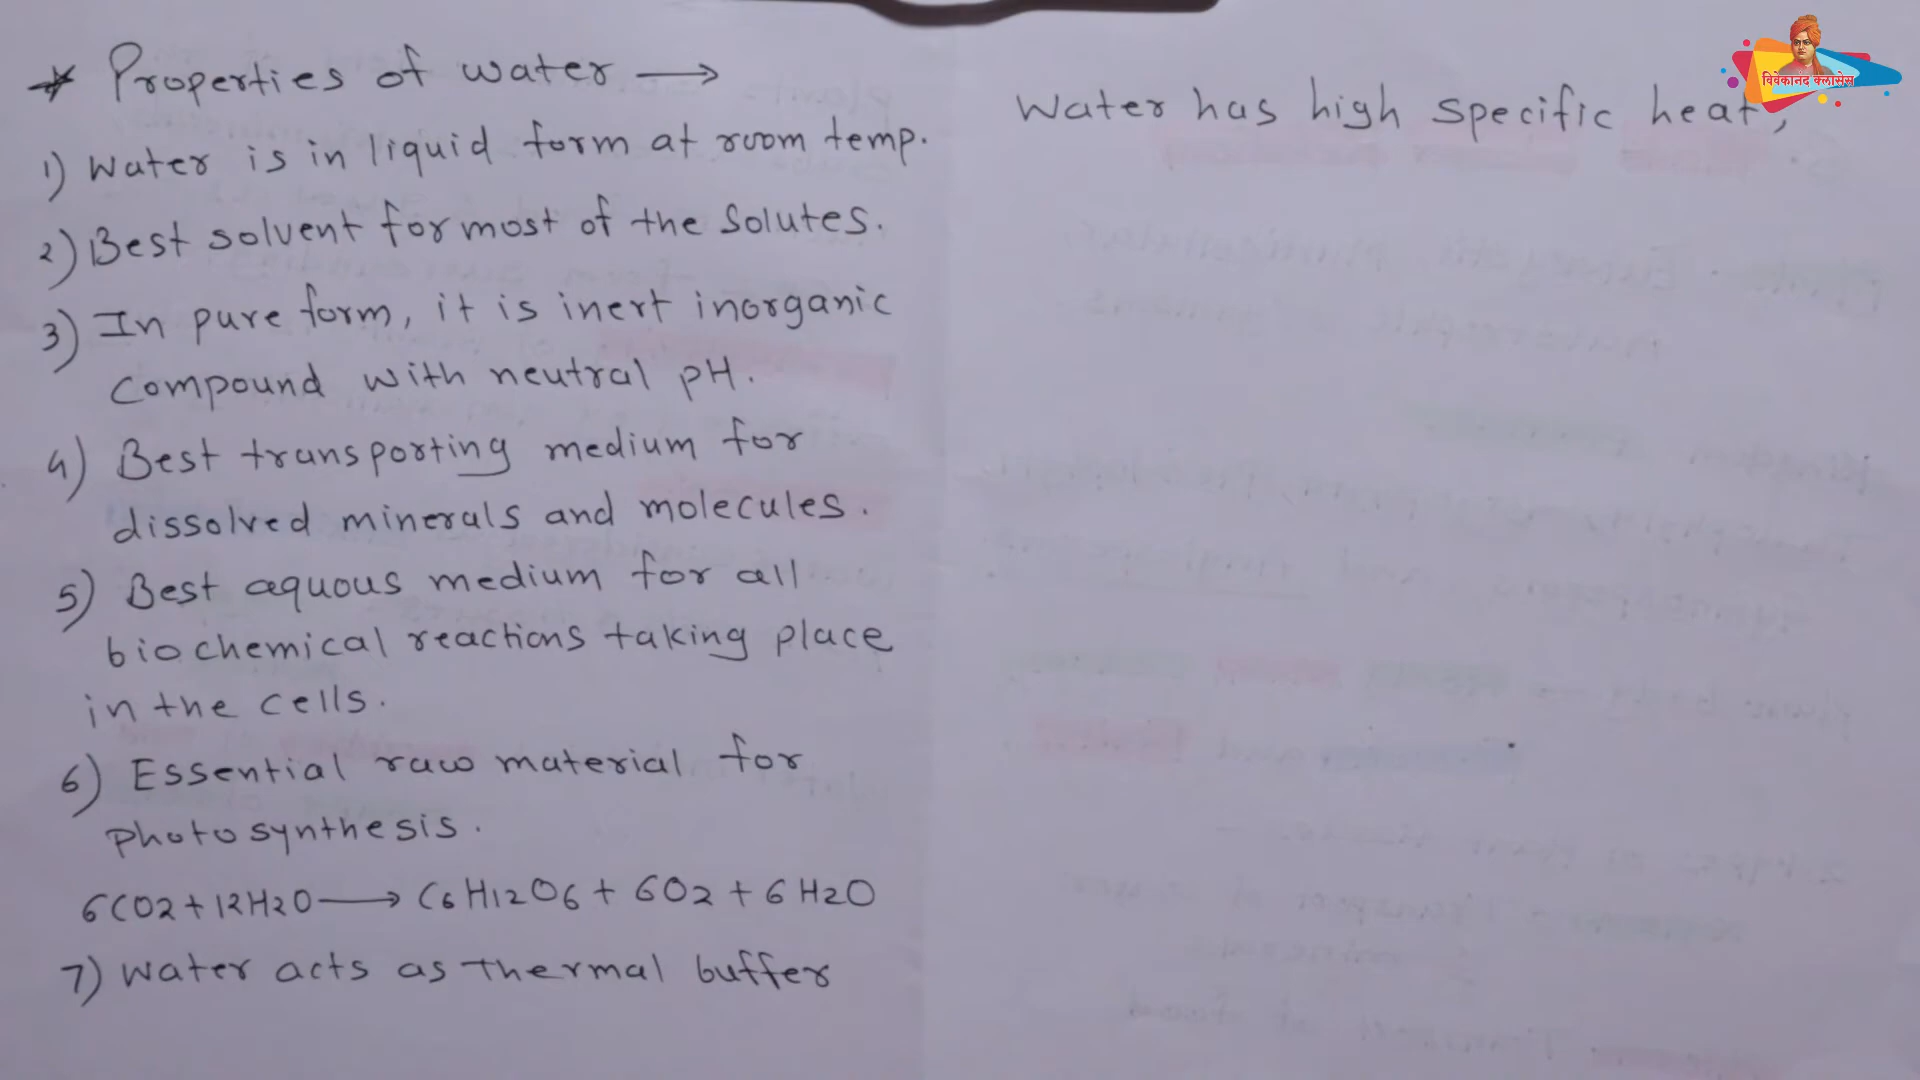 * Properties of water →
1) Water is in liquid form at room temp.
2) Best solvent for most of the solutes.
3) In pure form, it is inert inorganic
compound with neutral pH.
4) Best transporting medium for
dissolved minerals and molecules.
5) Best aquous medium for all
biochemical reactions taking place
in the cells.
6) Essential raw material for
photosynthesis.
6CO2 + 12H2O → C6H12O6 + 6O2 + 6H2O
7) Water acts as thermal buffer
Water has high specific heat,
विवेकानंद क्लासेस